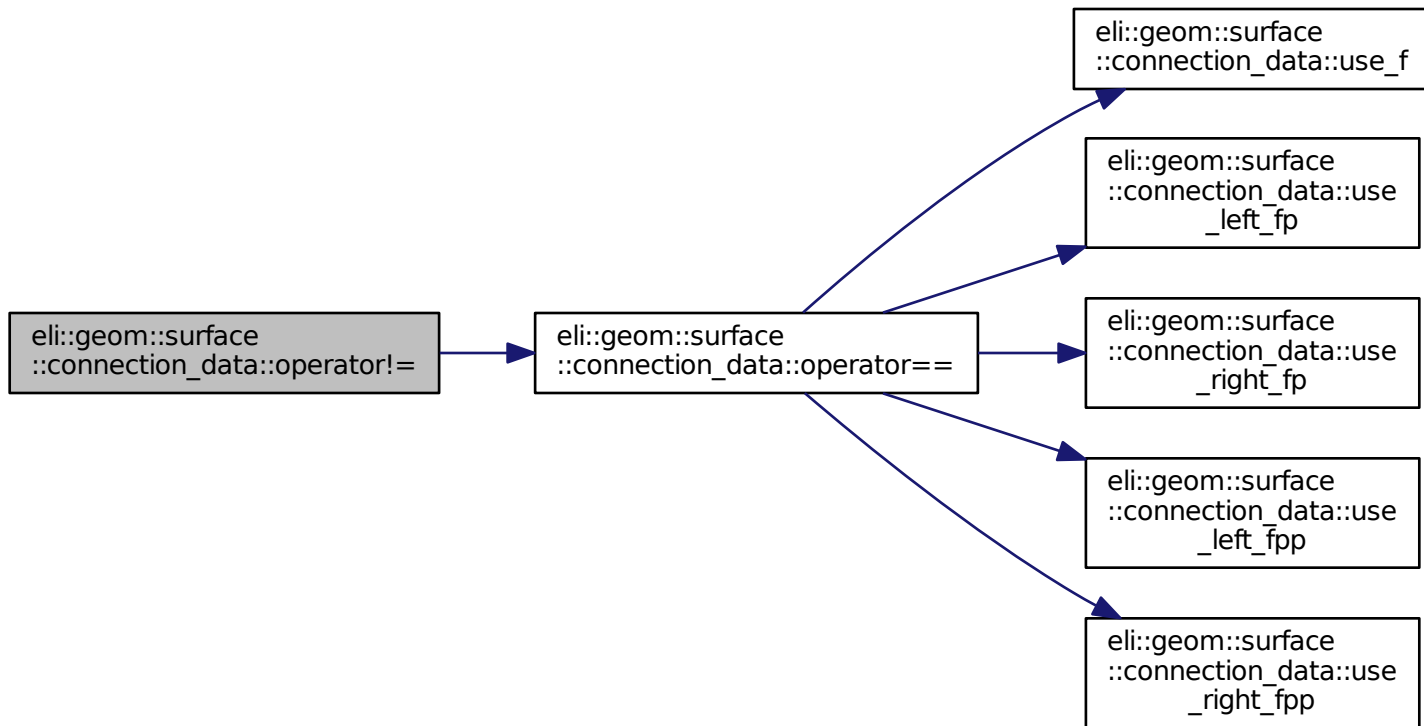 eli::geom::surface
::connection_data::operator!=
eli::geom::surface
::connection_data::operator==
eli::geom::surface
::connection_data::use_f
eli::geom::surface
::connection_data::use
_left_fp
eli::geom::surface
::connection_data::use
_right_fp
eli::geom::surface
::connection_data::use
_left_fpp
eli::geom::surface
::connection_data::use
_right_fpp